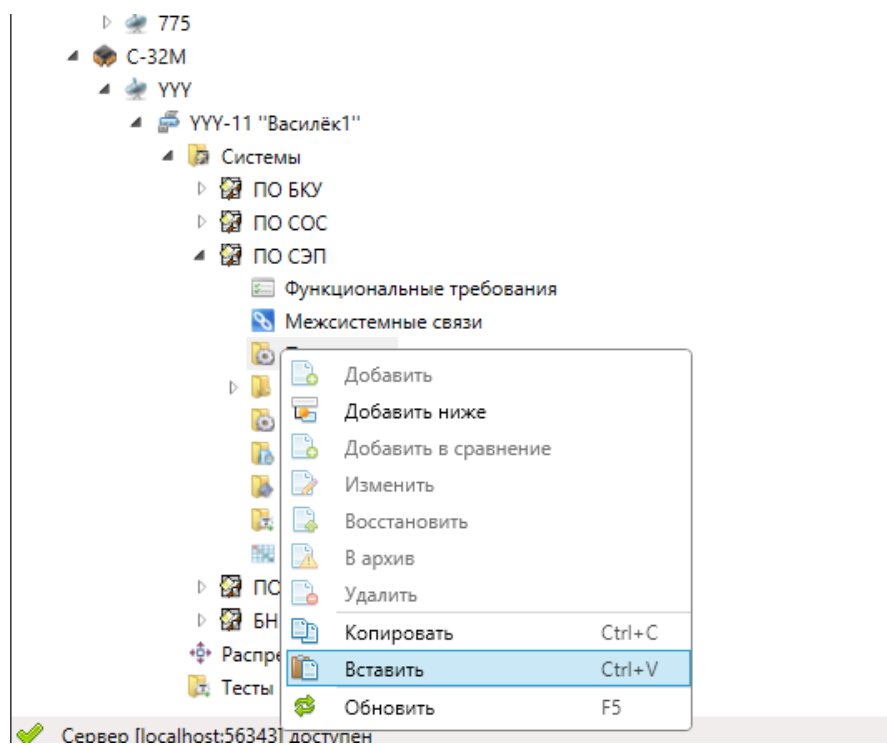 775
С-32М
YYY
YYY-11 "Василёк1"
Системы
ПО БКУ
ПО СОС
ПО СЭП
Функциональные требования
Межсистемные связи
Добавить
Добавить ниже
Добавить в сравнение
Изменить
Восстановить
В архив
Удалить
ПО
Копировать Ctrl+C
БН
Распре
Вставить Ctrl+V
Тесты
Обновить F5
Сервер [localhost:56343] доступен